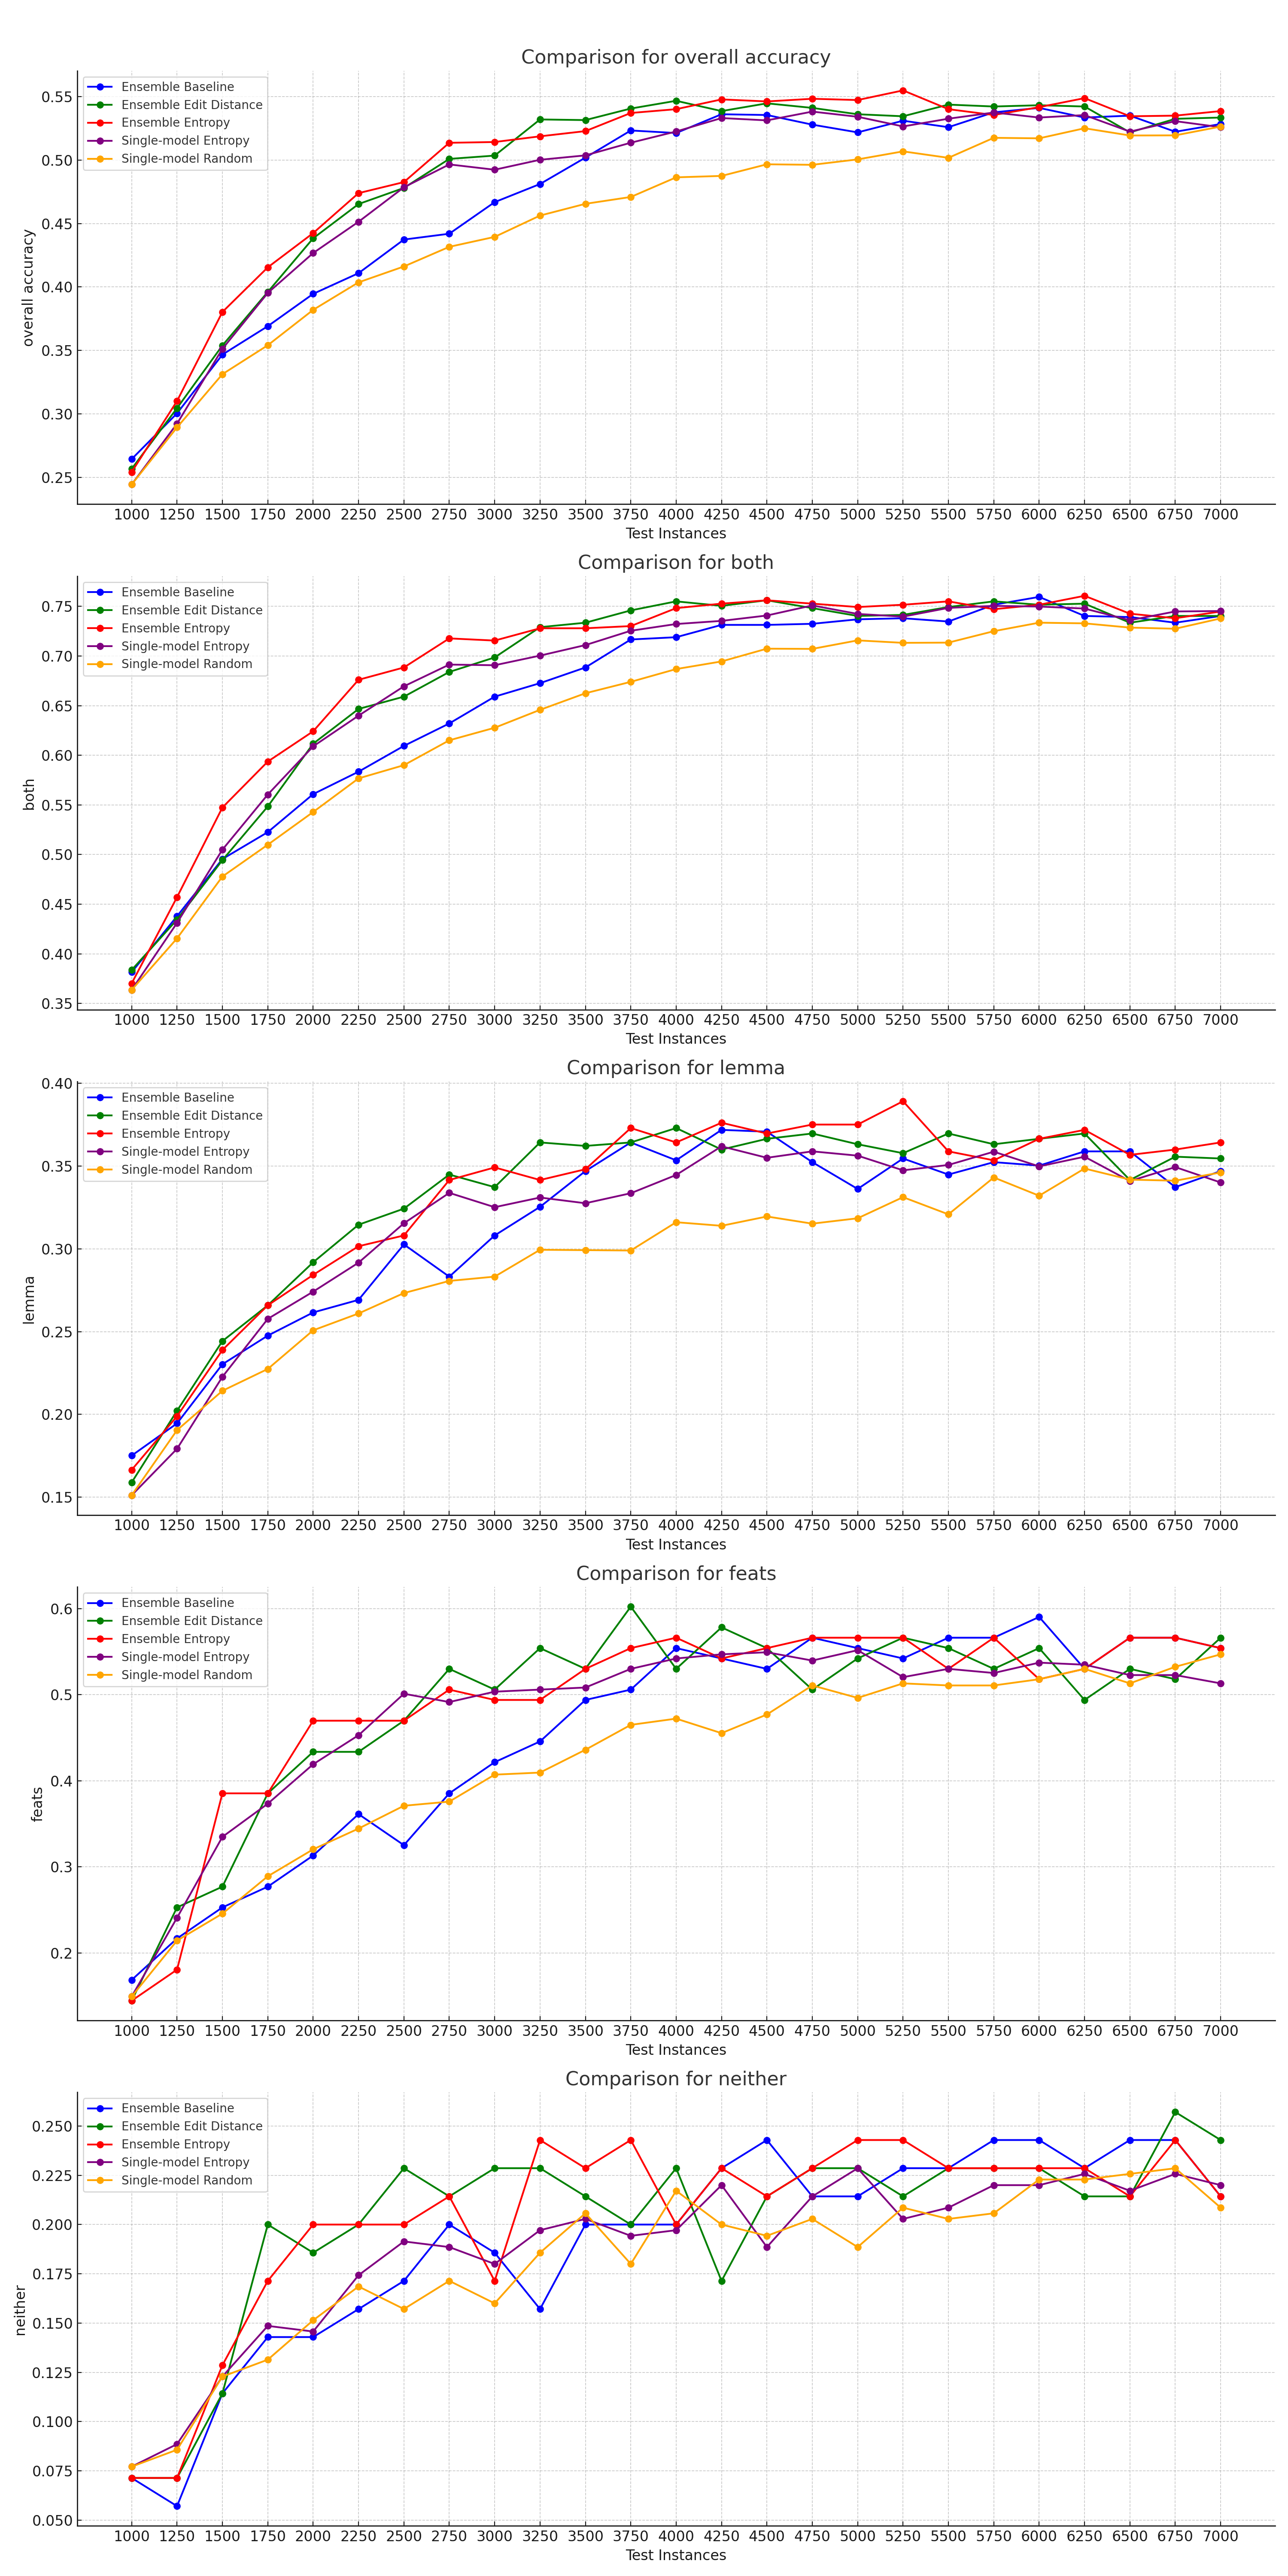 Comparison for overall accuracy
Ensemble Baseline
Ensemble Edit Distance
Ensemble Entropy
Single-model Entropy
Single-model Random
overall accuracy
0.55
0.50
0.45
0.40
0.35
0.30
0.25
1000 1250 1500 1750 2000 2250 2500 2750 3000 3250 3500 3750 4000 4250 4500 4750 5000 5250 5500 5750 6000 6250 6500 6750 7000
Test Instances
Comparison for both
Ensemble Baseline
Ensemble Edit Distance
Ensemble Entropy
Single-model Entropy
Single-model Random
both
0.75
0.70
0.65
0.60
0.55
0.50
0.45
0.40
0.35
1000 1250 1500 1750 2000 2250 2500 2750 3000 3250 3500 3750 4000 4250 4500 4750 5000 5250 5500 5750 6000 6250 6500 6750 7000
Test Instances
Comparison for lemma
Ensemble Baseline
Ensemble Edit Distance
Ensemble Entropy
Single-model Entropy
Single-model Random
lemma
0.40
0.35
0.30
0.25
0.20
0.15
1000 1250 1500 1750 2000 2250 2500 2750 3000 3250 3500 3750 4000 4250 4500 4750 5000 5250 5500 5750 6000 6250 6500 6750 7000
Test Instances
Comparison for feats
Ensemble Baseline
Ensemble Edit Distance
Ensemble Entropy
Single-model Entropy
Single-model Random
feats
0.6
0.5
0.4
0.3
0.2
1000 1250 1500 1750 2000 2250 2500 2750 3000 3250 3500 3750 4000 4250 4500 4750 5000 5250 5500 5750 6000 6250 6500 6750 7000
Test Instances
Comparison for neither
Ensemble Baseline
Ensemble Edit Distance
Ensemble Entropy
Single-model Entropy
Single-model Random
neither
0.250
0.225
0.200
0.175
0.150
0.125
0.100
0.075
0.050
1000 1250 1500 1750 2000 2250 2500 2750 3000 3250 3500 3750 4000 4250 4500 4750 5000 5250 5500 5750 6000 6250 6500 6750 7000
Test Instances